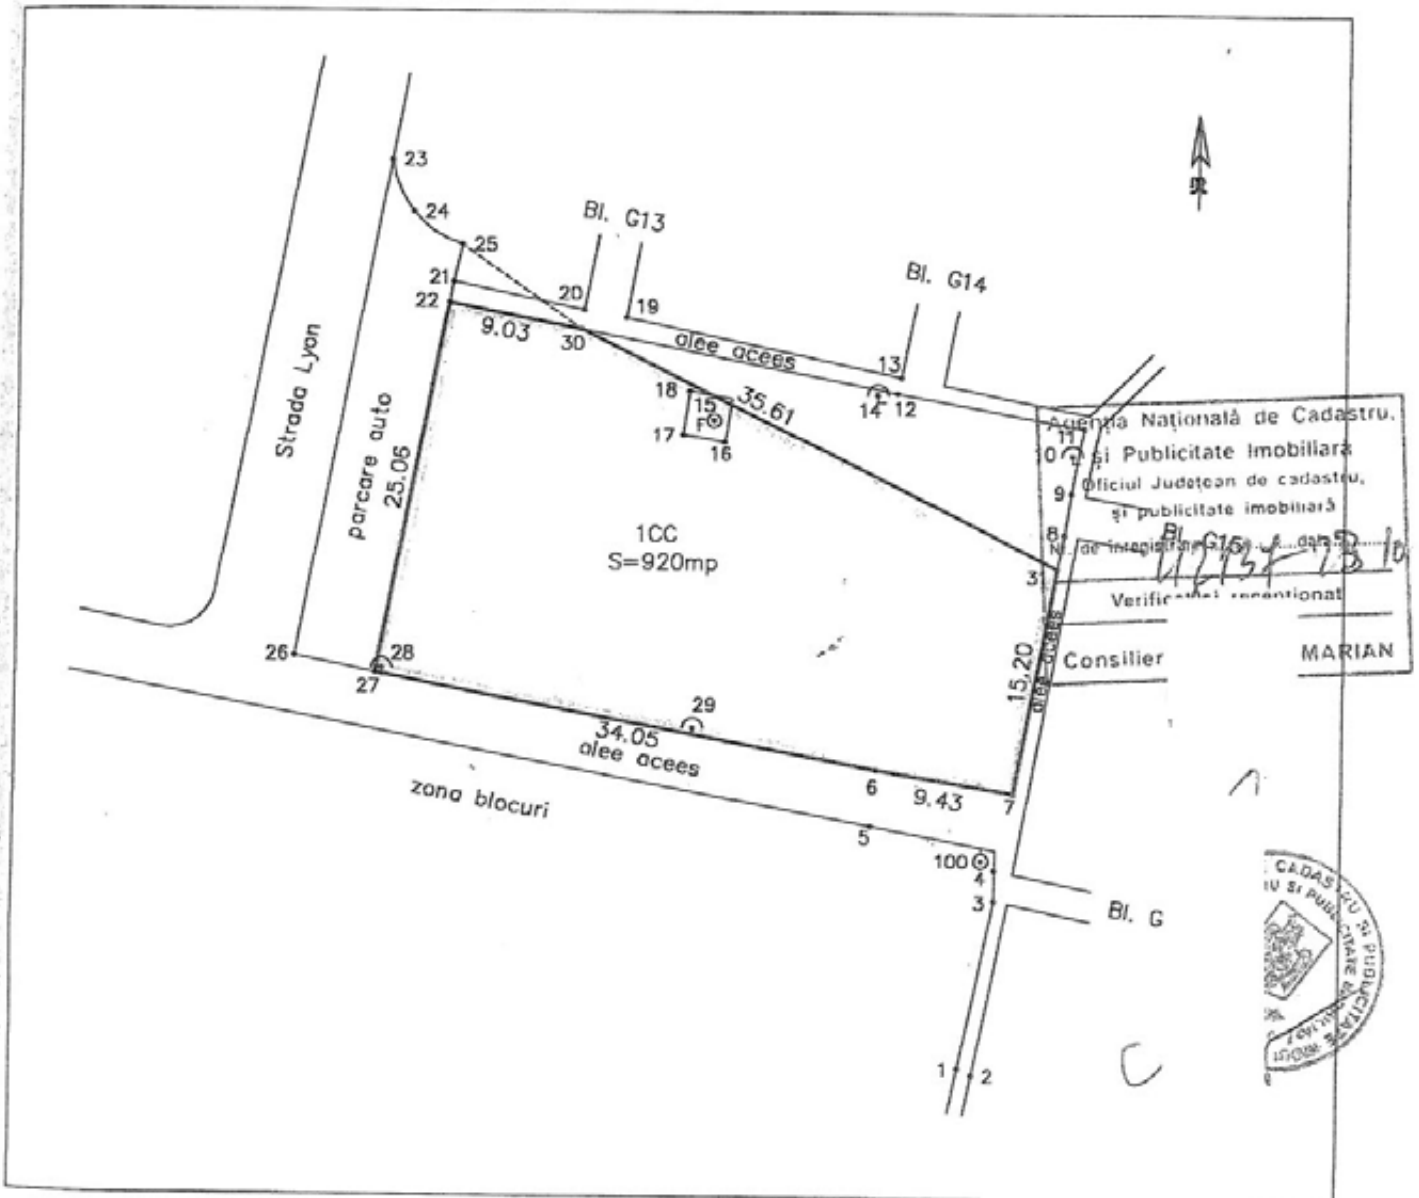 23
24
25
Bl. G13
21
20
19
22
9.03
30
alee acees
Bl. G14
13
14
12
18
15
F
17
16
35.61
11
10
9
8
Strada Lyon
parcare auto
25.06
1CC
S=920mp
Agenția Națională de Cadastru,
și Publicitate Imobiliară
Oficiul Județean de cadastru,
și publicitate imobiliară
Nr. de înregistrare data
Bl. G15
Consilier MARIAN
15.20
alee acees
26
28
27
29
34.05
alee acees
6
9.43
7
zona blocuri
5
100
4
3
Bl. G
1
2